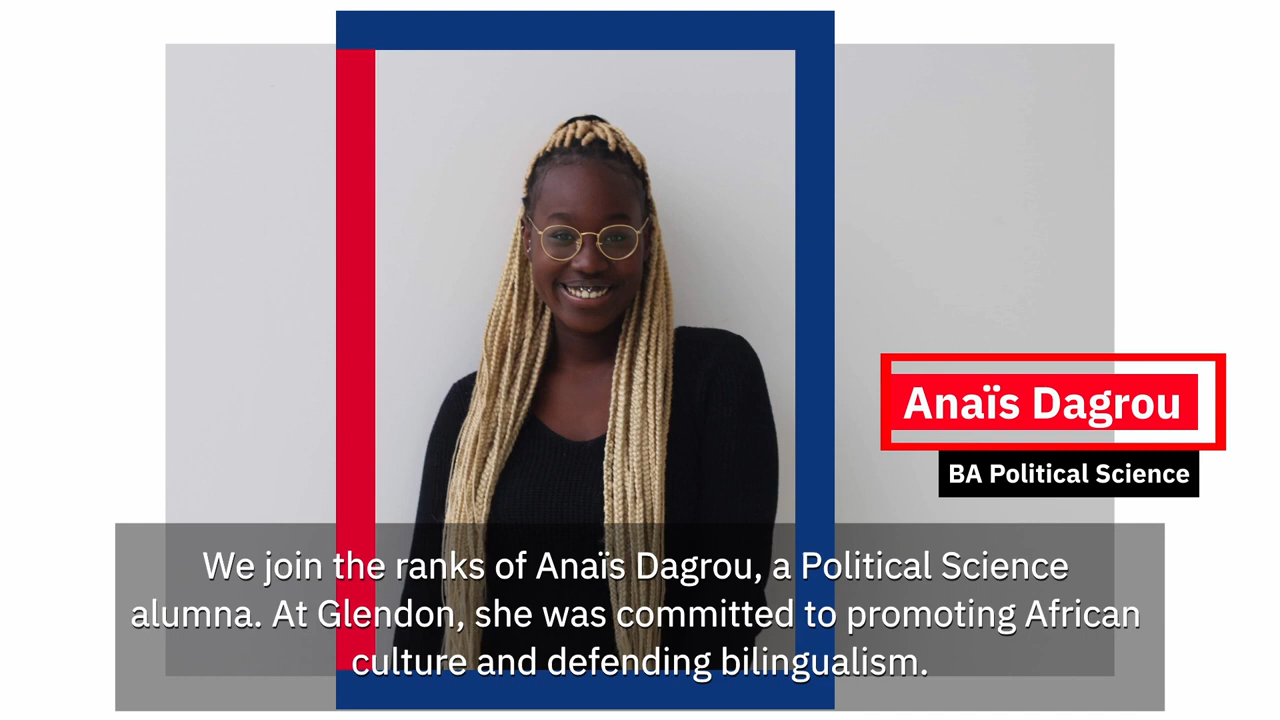 Anaïs Dagrou
BA Political Science
We join the ranks of Anaïs Dagrou, a Political Science
alumna. At Glendon, she was committed to promoting African
culture and defending bilingualism.